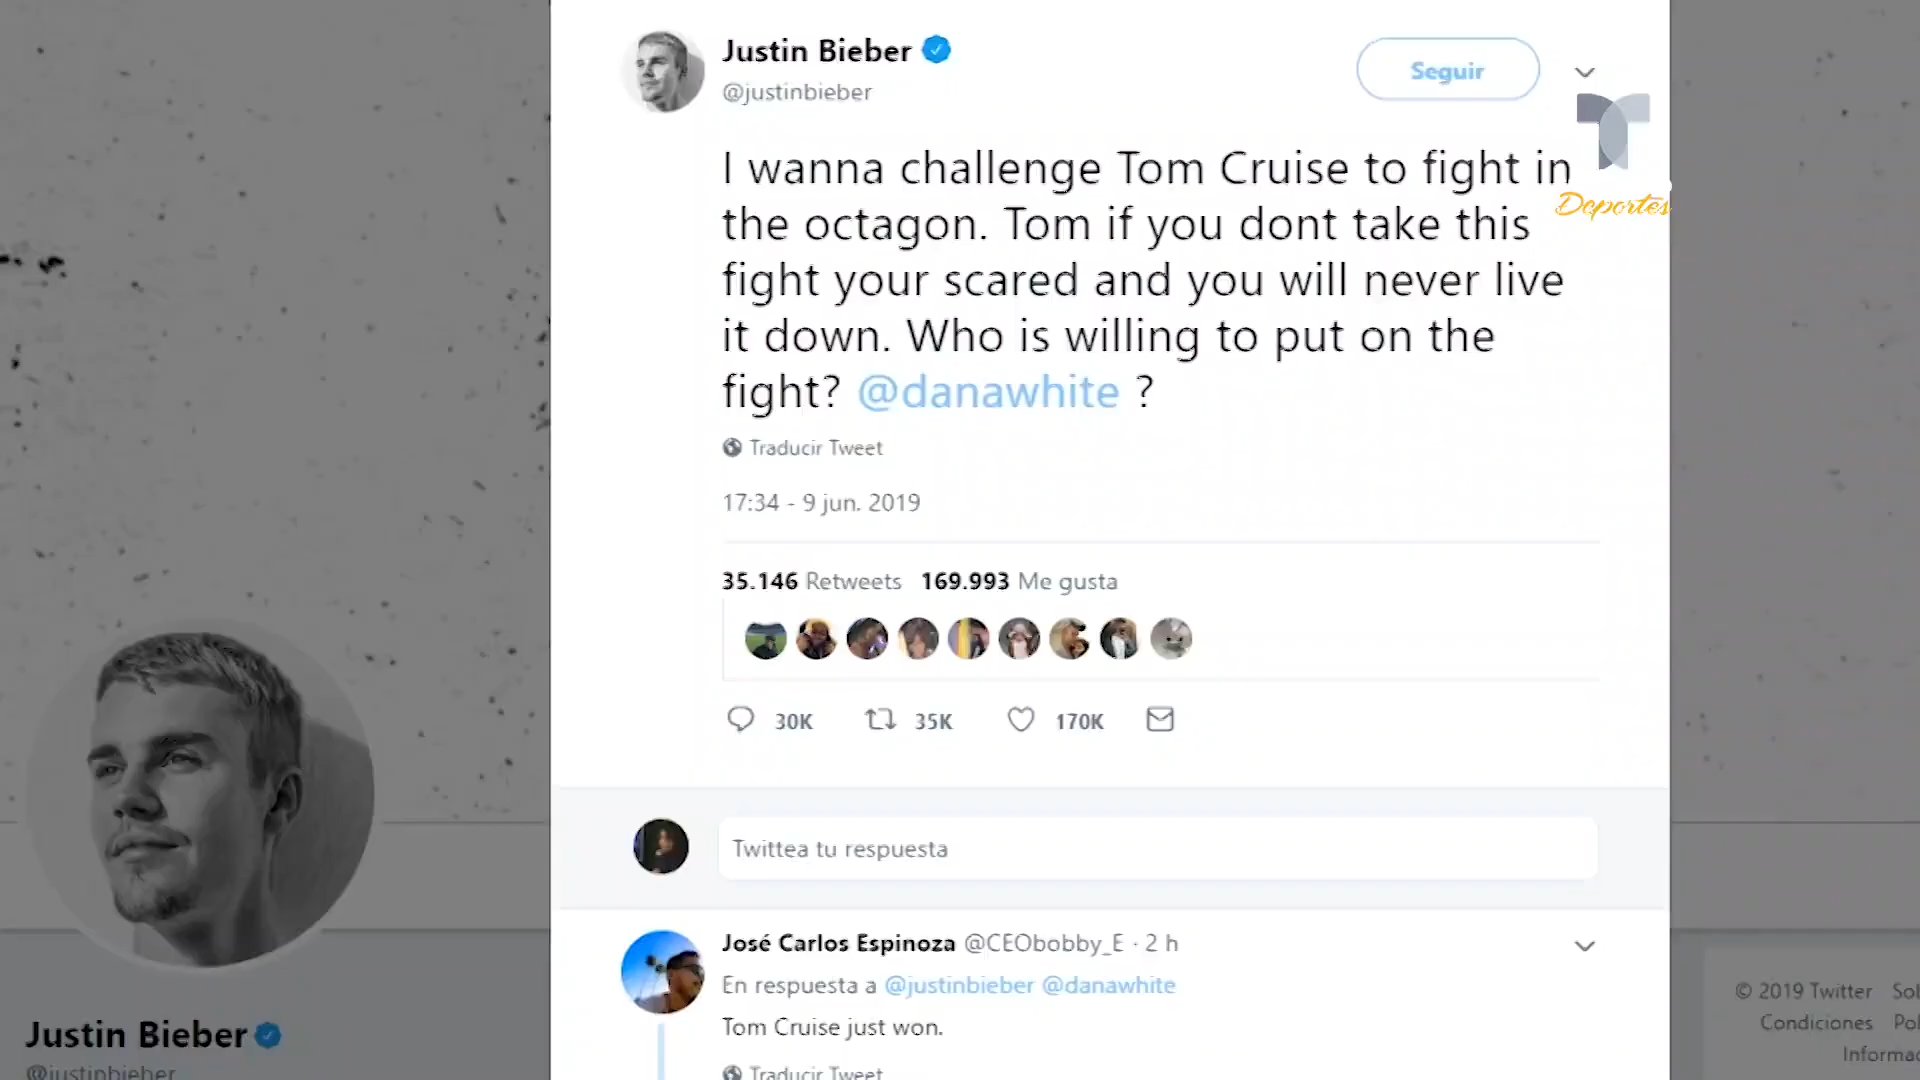 Justin Bieber
@justinbieber
Seguir
Deportes
I wanna challenge Tom Cruise to fight in
the octagon. Tom if you dont take this
fight your scared and you will never live
it down. Who is willing to put on the
fight? @danawhite ?
Traducir Tweet
17:34 - 9 jun. 2019
35.146 Retweets 169.993 Me gusta
30K 35K 170K
Twittea tu respuesta
José Carlos Espinoza @CEObobby_E · 2 h
En respuesta a @justinbieber @danawhite
Tom Cruise just won.
Traducir Tweet
Justin Bieber
@justinbieber
© 2019 Twitter
Condiciones